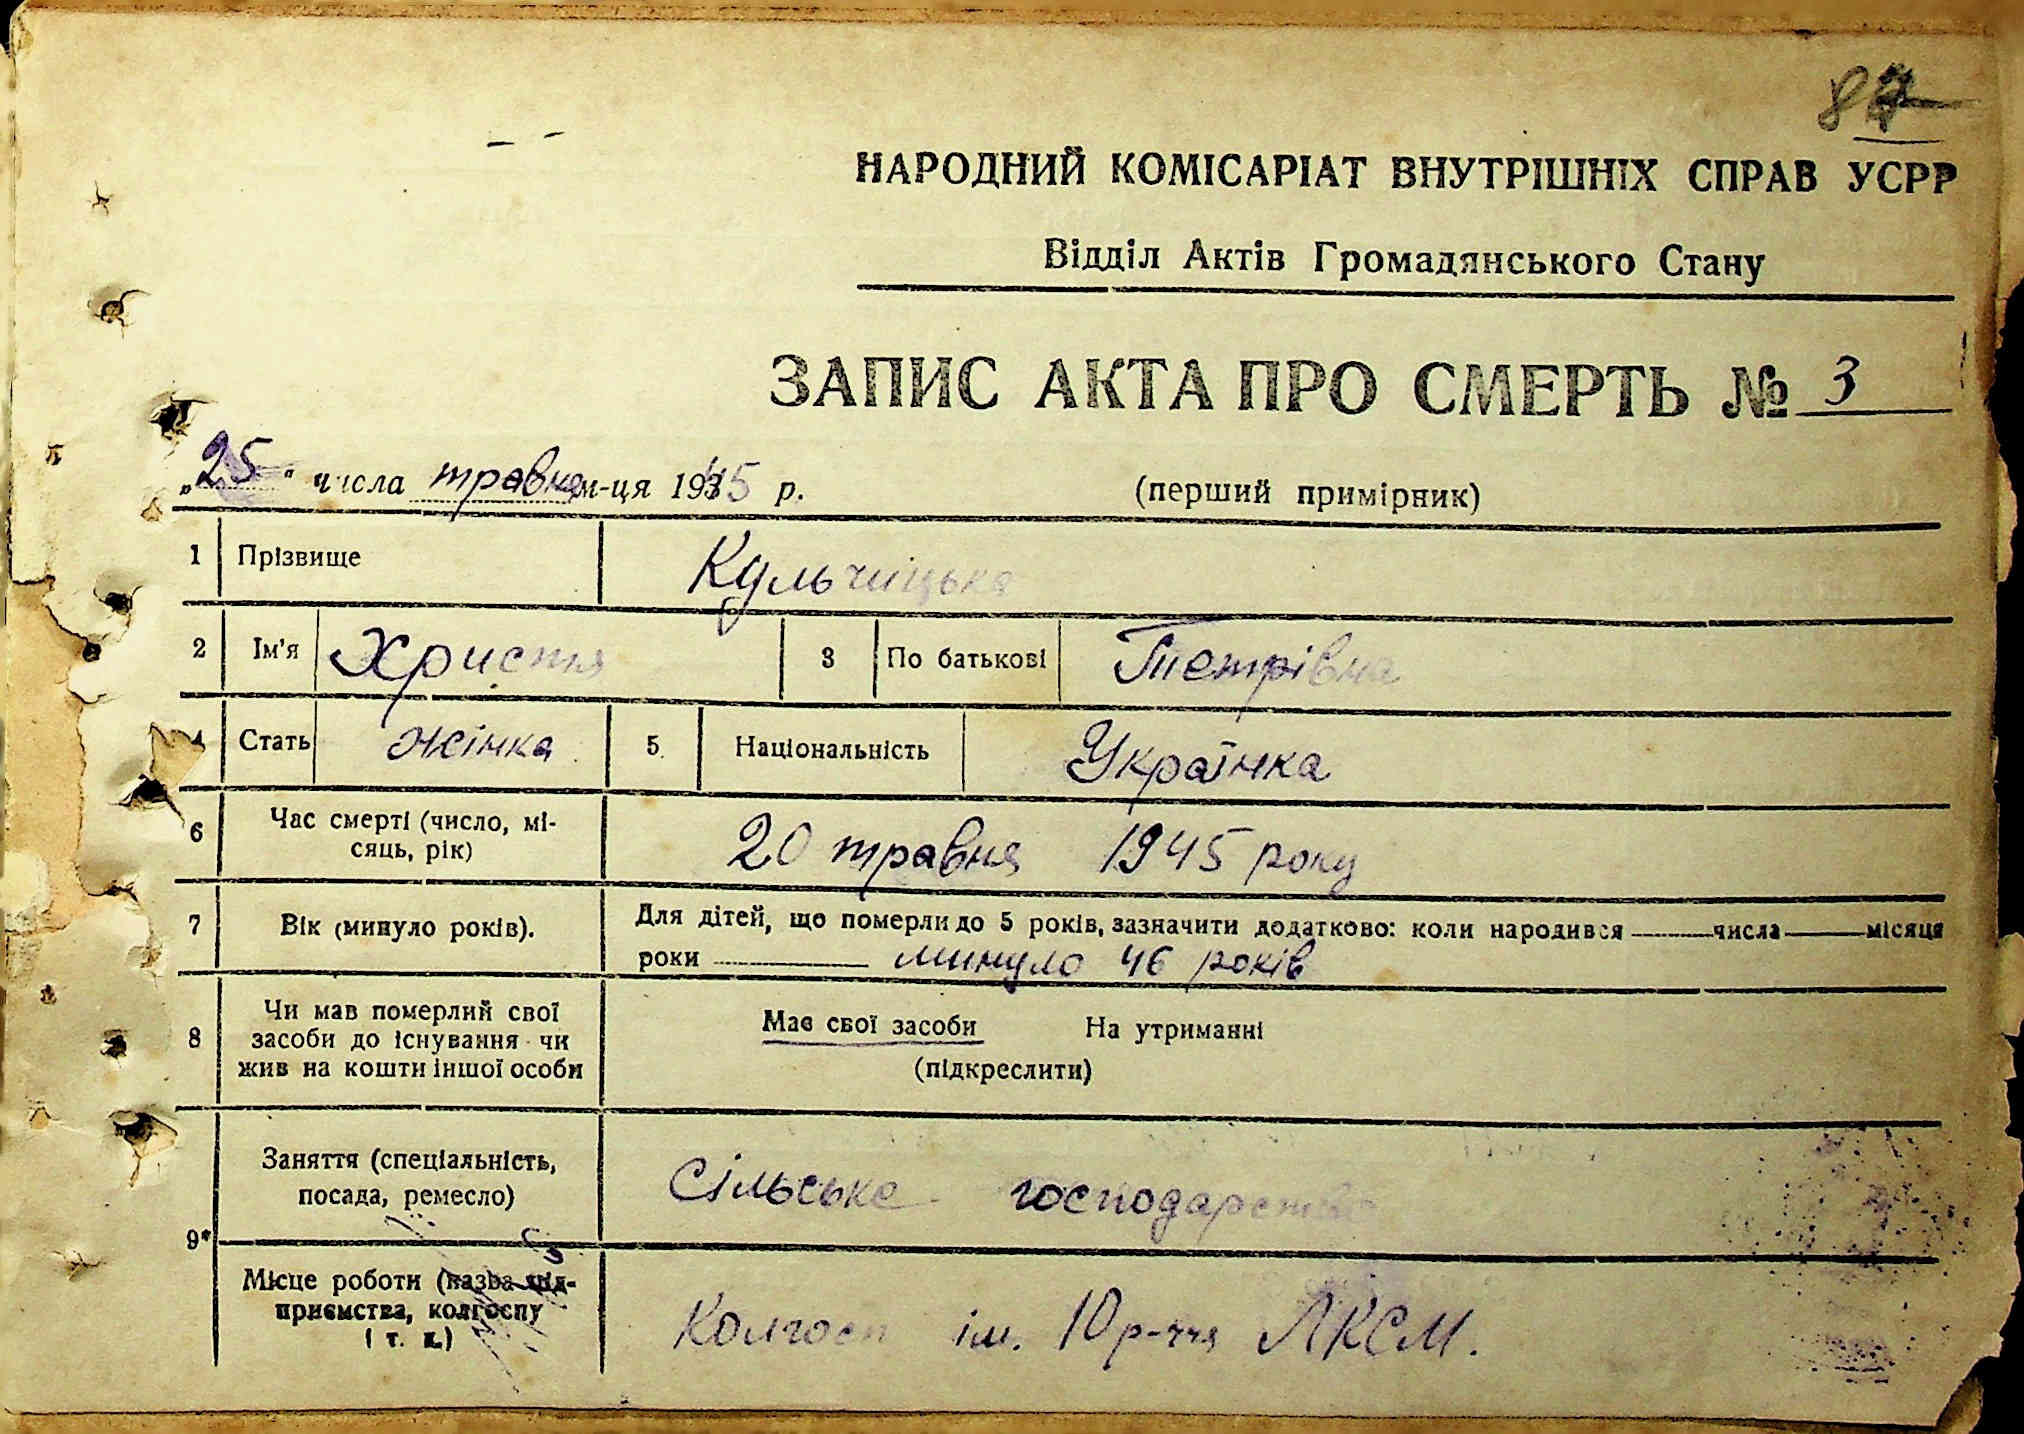 НАРОДНИЙ КОМІСАРІАТ ВНУТРІШНІХ СПРАВ УСРР
Відділ Актів Громадянського Стану
ЗАПИС АКТА ПРО СМЕРТЬ № 3
„25“ числа травня м-ця 1945 р. (перший примірник)
1 Прізвище Кульчицька
2 Ім'я Христя 3 По батькові Петрівна
4 Стать жінка 5 Національність Українка
6 Час смерті (число, мі-
сяць, рік) 20 травня 1945 року
7 Вік (минуло років). Для дітей, що померли до 5 років, зазначити додатково: коли народився числа місяця
роки минуло 46 років
8 Чи мав померлий свої
засоби до існування чи
жив на кошти іншої особи
Має свої засоби На утриманні
(підкреслити)
9* Заняття (спеціальність,
посада, ремесло) Сільське господарство
Місце роботи (назва під-
приємства, колгоспу
і т. д.) Колгосп ім. 10 р-ччя ЛКСМ.